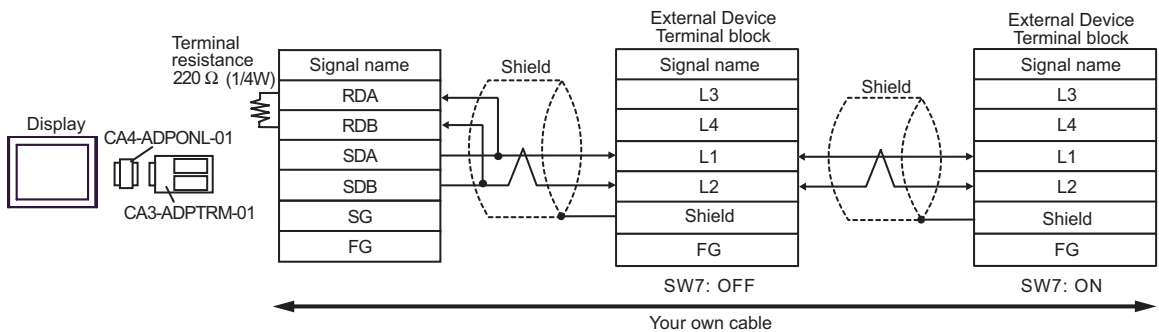 Display
CA4-ADPONL-01
CA3-ADPTRM-01
Terminal
resistance
220 Ω (1/4W)
Signal name
RDA
RDB
SDA
SDB
SG
FG
Shield
External Device
Terminal block
Signal name
L3
L4
L1
L2
Shield
FG
SW7: OFF
Shield
External Device
Terminal block
Signal name
L3
L4
L1
L2
Shield
FG
SW7: ON
Your own cable